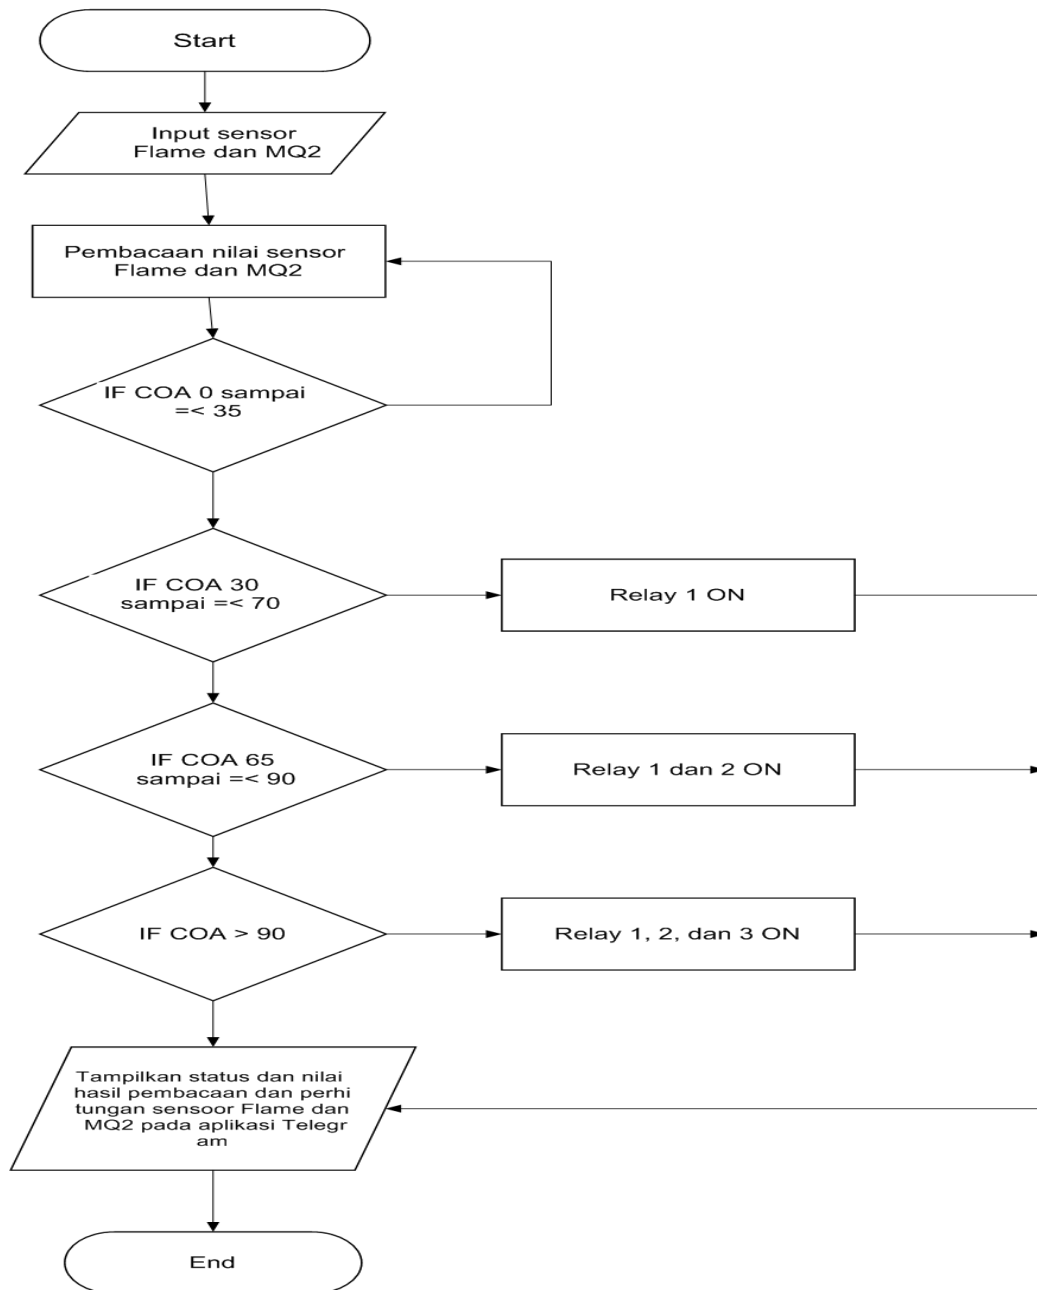 Start
Input sensor
Flame dan MQ2
Pembacaan nilai sensor
Flame dan MQ2
IF COA 0 sampai
=< 35
IF COA 30
sampai =< 70
Relay 1 ON
IF COA 65
sampai =< 90
Relay 1 dan 2 ON
IF COA > 90
Relay 1, 2, dan 3 ON
Tampilkan status dan nilai
hasil pembacaan dan perhi
tungan sensoor Flame dan
MQ2 pada aplikasi Telegr
am
End